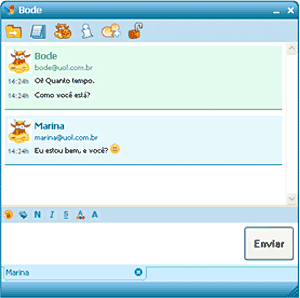 Bode
Bode
bode@uol.com.br
14:24h Oi! Quanto tempo.
14:24h Como você está?
Marina
marina@uol.com.br
14:24h Eu estou bem, e você?
N I S A A
Enviar
Marina